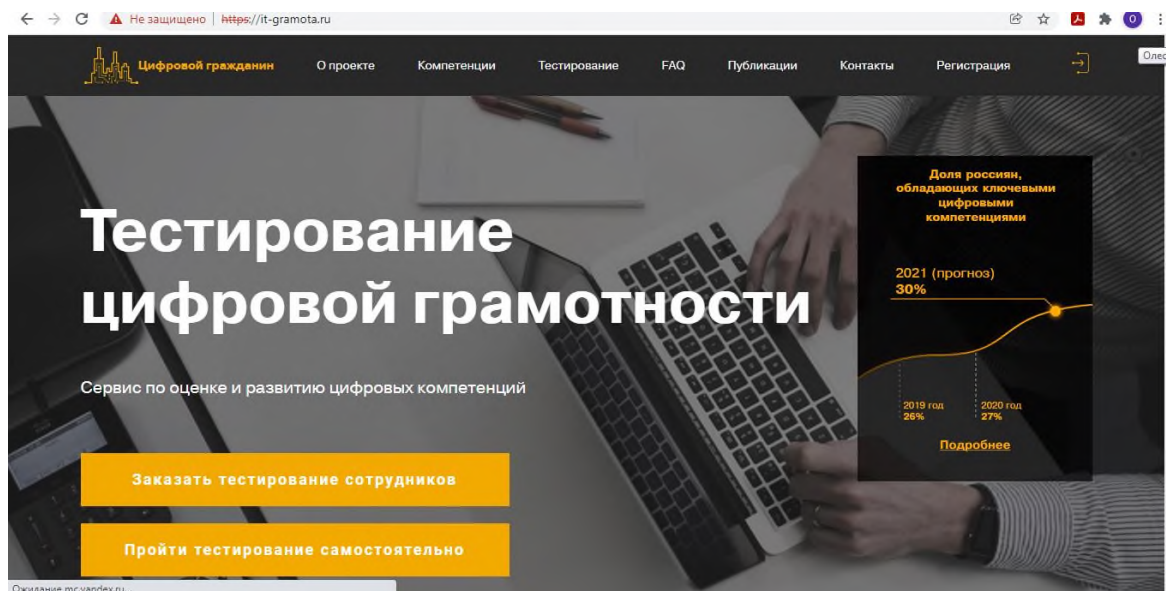 Не защищено | https://it-gramota.ru
О
Цифровой гражданин
О проекте
Компетенции
Тестирование
FAQ
Публикации
Контакты
Регистрация
Олес
Тестирование
цифровой грамотности
Сервис по оценке и развитию цифровых компетенций
Заказать тестирование сотрудников
Пройти тестирование самостоятельно
Доля россиян,
обладающих ключевыми
цифровыми
компетенциями
2021 (прогноз)
30%
2019 год
26%
2020 год
27%
Подробнее
Ожидание mc.yandex.ru